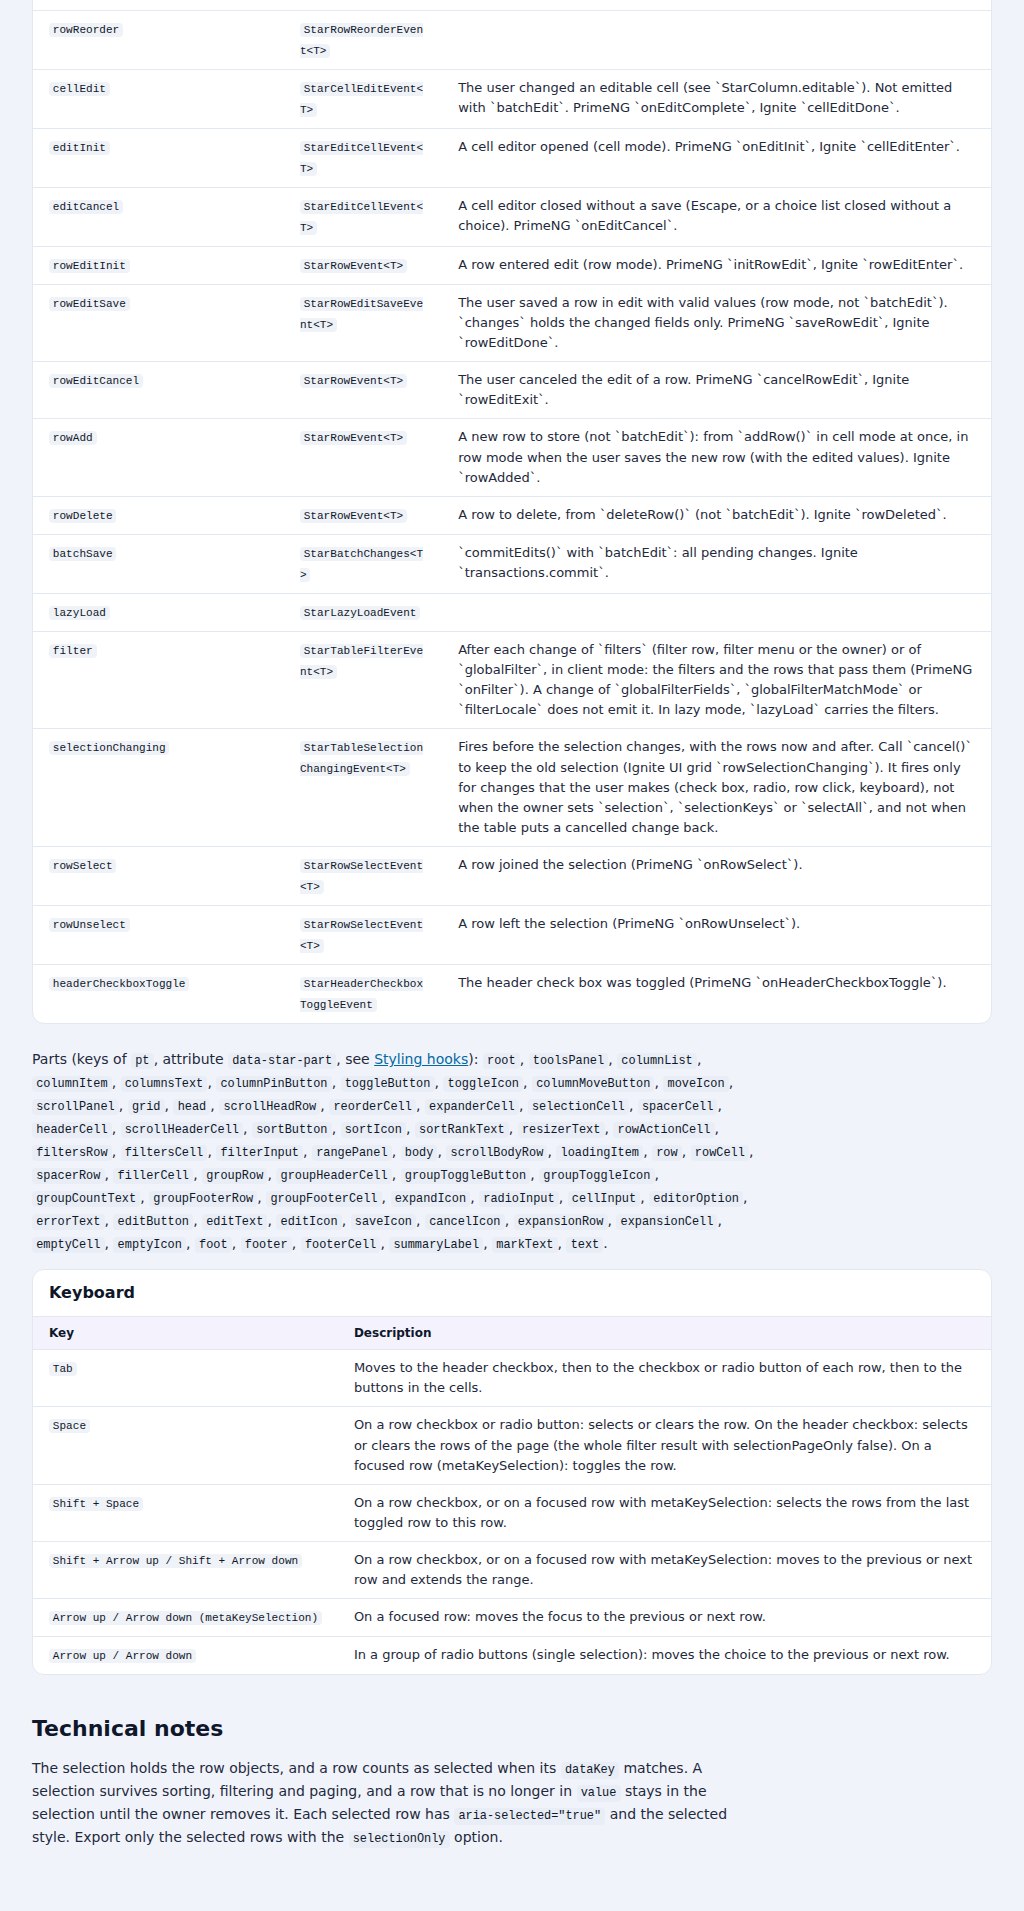 rowReorder StarRowReorderEven
t<T>
cellEdit StarCellEditEvent< The user changed an editable cell (see `StarColumn.editable`). Not emitted
T> with `batchEdit`. PrimeNG `onEditComplete`, Ignite `cellEditDone`.
editInit StarEditCellEvent< A cell editor opened (cell mode). PrimeNG `onEditInit`, Ignite `cellEditEnter`.
T>
editCancel StarEditCellEvent< A cell editor closed without a save (Escape, or a choice list closed without a
T> choice). PrimeNG `onEditCancel`.
rowEditInit StarRowEvent<T> A row entered edit (row mode). PrimeNG `initRowEdit`, Ignite `rowEditEnter`.
rowEditSave StarRowEditSaveEve The user saved a row in edit with valid values (row mode, not `batchEdit`).
nt<T> `changes` holds the changed fields only. PrimeNG `saveRowEdit`, Ignite
`rowEditDone`.
rowEditCancel StarRowEvent<T> The user canceled the edit of a row. PrimeNG `cancelRowEdit`, Ignite
`rowEditExit`.
rowAdd StarRowEvent<T> A new row to store (not `batchEdit`): from `addRow()` in cell mode at once, in
row mode when the user saves the new row (with the edited values). Ignite
`rowAdded`.
rowDelete StarRowEvent<T> A row to delete, from `deleteRow()` (not `batchEdit`). Ignite `rowDeleted`.
batchSave StarBatchChanges<T `commitEdits()` with `batchEdit`: all pending changes. Ignite
> `transactions.commit`.
lazyLoad StarLazyLoadEvent
filter StarTableFilterEve After each change of `filters` (filter row, filter menu or the owner) or of
nt<T> `globalFilter`, in client mode: the filters and the rows that pass them (PrimeNG
`onFilter`). A change of `globalFilterFields`, `globalFilterMatchMode` or
`filterLocale` does not emit it. In lazy mode, `lazyLoad` carries the filters.
selectionChanging StarTableSelection Fires before the selection changes, with the rows now and after. Call `cancel()`
ChangingEvent<T> to keep the old selection (Ignite UI grid `rowSelectionChanging`). It fires only
for changes that the user makes (check box, radio, row click, keyboard), not
when the owner sets `selection`, `selectionKeys` or `selectAll`, and not when
the table puts a cancelled change back.
rowSelect StarRowSelectEvent A row joined the selection (PrimeNG `onRowSelect`).
<T>
rowUnselect StarRowSelectEvent A row left the selection (PrimeNG `onRowUnselect`).
<T>
headerCheckboxToggle StarHeaderCheckbox The header check box was toggled (PrimeNG `onHeaderCheckboxToggle`).
ToggleEvent
Parts (keys of pt, attribute data-star-part, see Styling hooks): root, toolsPanel, columnList,
columnItem, columnsText, columnPinButton, toggleButton, toggleIcon, columnMoveButton, moveIcon,
scrollPanel, grid, head, scrollHeadRow, reorderCell, expanderCell, selectionCell, spacerCell,
headerCell, scrollHeaderCell, sortButton, sortIcon, sortRankText, resizerText, rowActionCell,
filtersRow, filtersCell, filterInput, rangePanel, body, scrollBodyRow, loadingItem, row, rowCell,
spacerRow, fillerCell, groupRow, groupHeaderCell, groupToggleButton, groupToggleIcon,
groupCountText, groupFooterRow, groupFooterCell, expandIcon, radioInput, cellInput, editorOption,
errorText, editButton, editText, editIcon, saveIcon, cancelIcon, expansionRow, expansionCell,
emptyCell, emptyIcon, foot, footer, footerCell, summaryLabel, markText, text.
Keyboard
Key Description
Tab Moves to the header checkbox, then to the checkbox or radio button of each row, then to the
buttons in the cells.
Space On a row checkbox or radio button: selects or clears the row. On the header checkbox: selects
or clears the rows of the page (the whole filter result with selectionPageOnly false). On a
focused row (metaKeySelection): toggles the row.
Shift + Space On a row checkbox, or on a focused row with metaKeySelection: selects the rows from the last
toggled row to this row.
Shift + Arrow up / Shift + Arrow down On a row checkbox, or on a focused row with metaKeySelection: moves to the previous or next
row and extends the range.
Arrow up / Arrow down (metaKeySelection) On a focused row: moves the focus to the previous or next row.
Arrow up / Arrow down In a group of radio buttons (single selection): moves the choice to the previous or next row.
Technical notes
The selection holds the row objects, and a row counts as selected when its dataKey matches. A
selection survives sorting, filtering and paging, and a row that is no longer in value stays in the
selection until the owner removes it. Each selected row has aria-selected="true" and the selected
style. Export only the selected rows with the selectionOnly option.